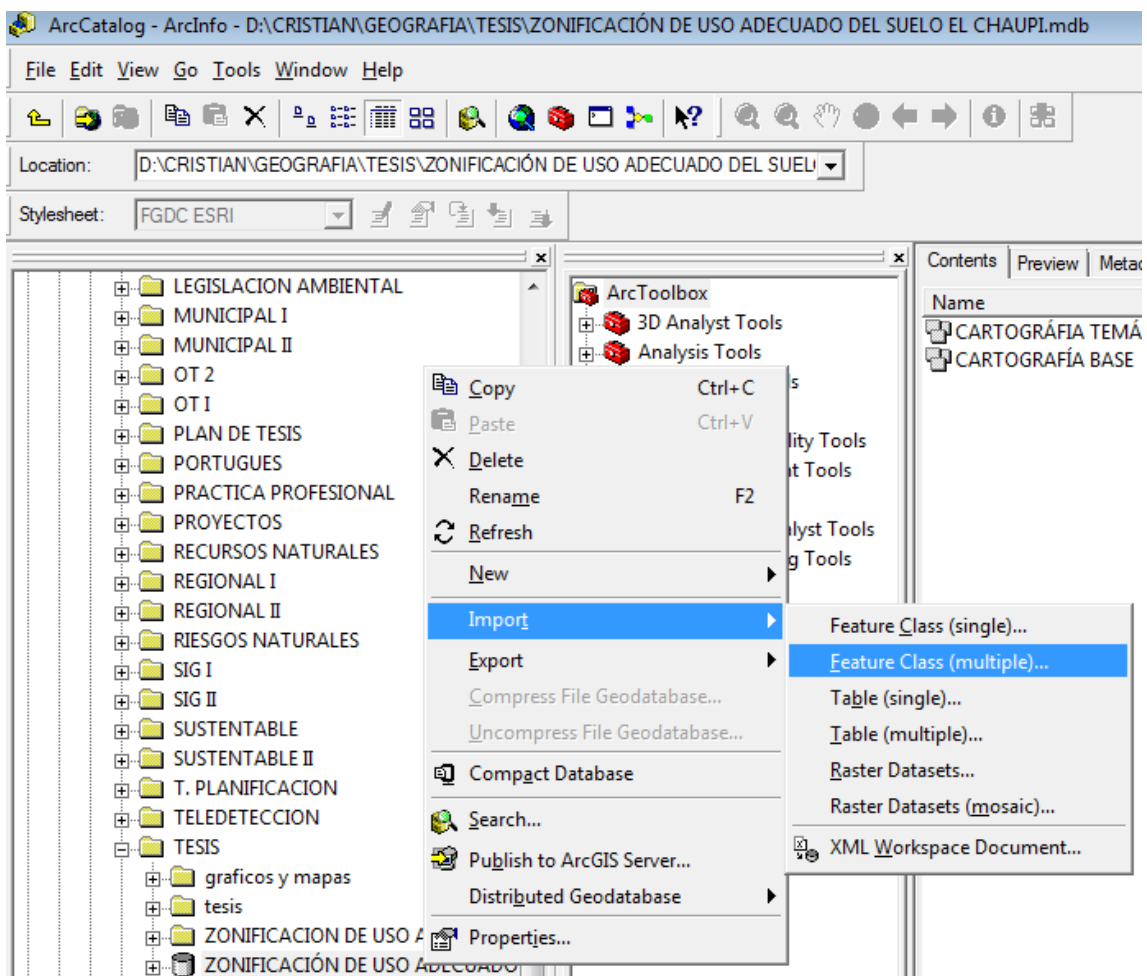 ArcCatalog - ArcInfo - D:\CRISTIAN\GEOGRAFIA\TESIS\ZONIFICACIÓN DE USO ADECUADO DEL SUELO EL CHAUPI.mdb
File Edit View Go Tools Window Help
Location: D:\CRISTIAN\GEOGRAFIA\TESIS\ZONIFICACIÓN DE USO ADECUADO DEL SUEL
Stylesheet: FGDC ESRI
LEGISLACION AMBIENTAL
MUNICIPAL I
MUNICIPAL II
OT 2
OT I
PLAN DE TESIS
PORTUGUES
PRACTICA PROFESIONAL
PROYECTOS
RECURSOS NATURALES
REGIONAL I
REGIONAL II
RIESGOS NATURALES
SIG I
SIG II
SUSTENTABLE
SUSTENTABLE II
T. PLANIFICACION
TELEDETECCION
TESIS
graficos y mapas
tesis
ZONIFICACION DE USO A
ZONIFICACIÓN DE USO ADECUADO
ArcToolbox
3D Analyst Tools
Analysis Tools
s
lity Tools
t Tools
lyst Tools
g Tools
Contents Preview Metad
Name
CARTOGRÁFIA TEMÁ
CARTOGRAFÍA BASE
Copy Ctrl+C
Paste Ctrl+V
Delete
Rename F2
Refresh
New
Import
Export
Compress File Geodatabase...
Uncompress File Geodatabase...
Compact Database
Search...
Publish to ArcGIS Server...
Distributed Geodatabase
Properties...
Feature Class (single)...
Feature Class (multiple)...
Table (single)...
Table (multiple)...
Raster Datasets...
Raster Datasets (mosaic)...
XML Workspace Document...